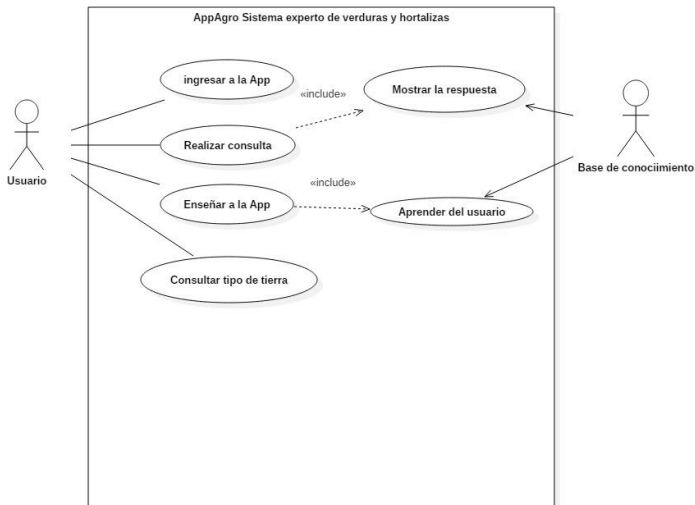 AppAgro Sistema experto de verduras y hortalizas
ingresar a la App
«include»
Mostrar la respuesta
Realizar consulta
Usuario
Base de conociimiento
Enseñar a la App
«include»
Aprender del usuario
Consultar tipo de tierra